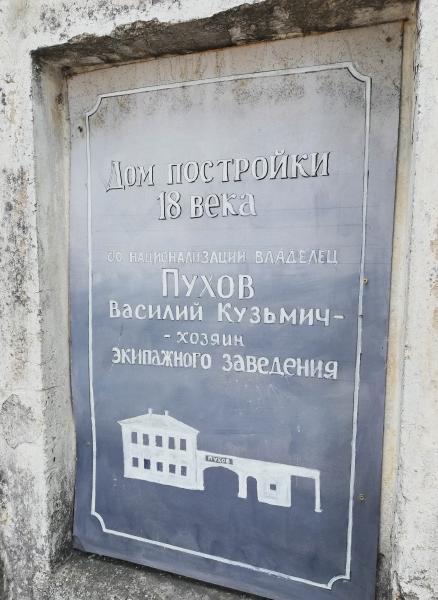 Дом постройки
18 века
до национализации владелец
Пухов
Василий Кузьмич-
-хозяин
экипажного заведения
ПУХОВ